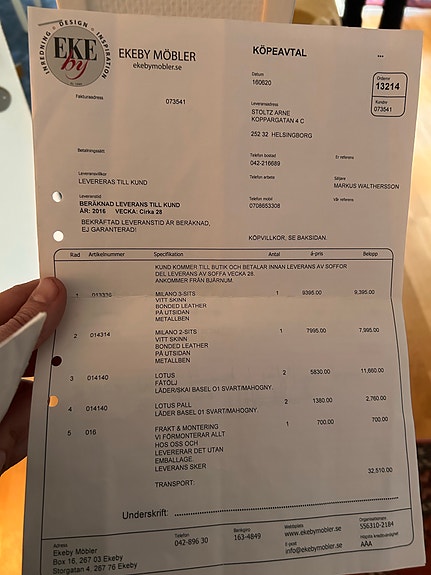 INREDNING • DESIGN • INSPIRATION
EKE
by
EKEBY MÖBLER
ekebymobler.se
KÖPEAVTAL
Datum
160620
Ordernr
13214
Kundnr
073541
Fakturaadress
073541
Leveransadress
STOLTZ ARNE
KOPPARGATAN 4 C
252 32 HELSINGBORG
Betalningssätt
Telefon bostad
042-216689
Er referens
Leveransvillkor
LEVERERAS TILL KUND
Telefon arbete
Säljare
MARKUS WALTHERSSON
Leveranstid
BERÄKNAD LEVERANS TILL KUND
ÅR: 2016 VECKA: Cirka 28
Telefon mobil
0708653308
Vår referens
BEKRÄFTAD LEVERANSTID ÄR BERÄKNAD,
EJ GARANTERAD!
KÖPVILLKOR, SE BAKSIDAN.
Rad Artikelnummer Specifikation Antal à-pris Belopp
KUND KOMMER TILL BUTIK OCH BETALAR INNAN LEVERANS AV SOFFOR
DEL LEVERANS AV SOFFA VECKA 28.
ANKOMMER FRÅN BJÄRNUM.
1 MILANO 3-SITS 1 9395.00 9,395.00
VITT SKINN
BONDED LEATHER
PÅ UTSIDAN
METALLBEN
2 014314 MILANO 2-SITS 1 7995.00 7,995.00
VITT SKINN
BONDED LEATHER
PÅ UTSIDAN
METALLBEN
3 014140 LOTUS 2 5830.00 11,660.00
FÅTÖLJ
LÄDER/SKAI BASEL O1 SVART/MAHOGNY.
4 014140 LOTUS PALL 2 1380.00 2,760.00
LÄDER BASEL O1 SVART/MAHOGNY.
5 016 FRAKT & MONTERING 1 700.00 700.00
VI FÖRMONTERAR ALLT
HOS OSS OCH
LEVERERAR DET UTAN
EMBALLAGE.
LEVERANS SKER
32,510.00
TRANSPORT:
Underskrift:
Adress
Ekeby Möbler
Box 16, 267 03 Ekeby
Storgatan 4, 267 76 Ekeby
Telefon
042-896 30
Bankgiro
163-4849
Webbplats
www.ekebymobler.se
E-post
info@ekebymobler.se
Organisationsnr
556310-2184
Högsta kreditvärdighet
AAA